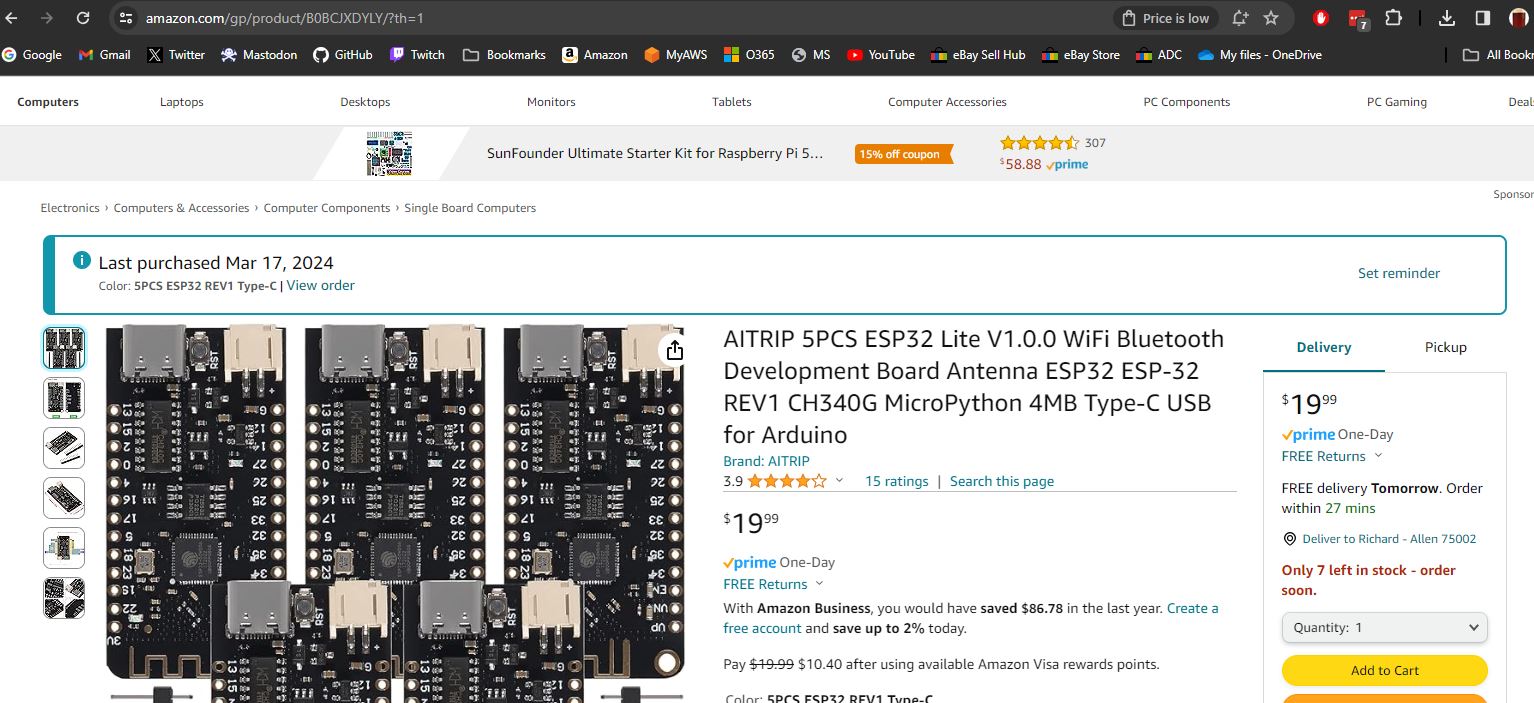 amazon.com/gp/product/B0BCJXDYLY/?th=1
Price is low
7
Google Gmail Twitter Mastodon GitHub Twitch Bookmarks Amazon MyAWS O365 MS YouTube eBay Sell Hub eBay Store ADC My files - OneDrive All Bookr
Computers Laptops Desktops Monitors Tablets Computer Accessories PC Components PC Gaming Deals
SunFounder Ultimate Starter Kit for Raspberry Pi 5… 15% off coupon 307
$58.88 prime
Sponsor
Electronics › Computers & Accessories › Computer Components › Single Board Computers
Last purchased Mar 17, 2024
Color: 5PCS ESP32 REV1 Type-C | View order
Set reminder
AITRIP 5PCS ESP32 Lite V1.0.0 WiFi Bluetooth
Development Board Antenna ESP32 ESP-32
REV1 CH340G MicroPython 4MB Type-C USB
for Arduino
Brand: AITRIP
3.9 15 ratings | Search this page
$19 99
prime One-Day
FREE Returns
With Amazon Business, you would have saved $86.78 in the last year. Create a
free account and save up to 2% today.
Pay $19.99 $10.40 after using available Amazon Visa rewards points.
Color: 5PCS ESP32 REV1 Type-C
Delivery Pickup
$19 99
prime One-Day
FREE Returns
FREE delivery Tomorrow. Order
within 27 mins
Deliver to Richard - Allen 75002
Only 7 left in stock - order
soon.
Quantity: 1
Add to Cart